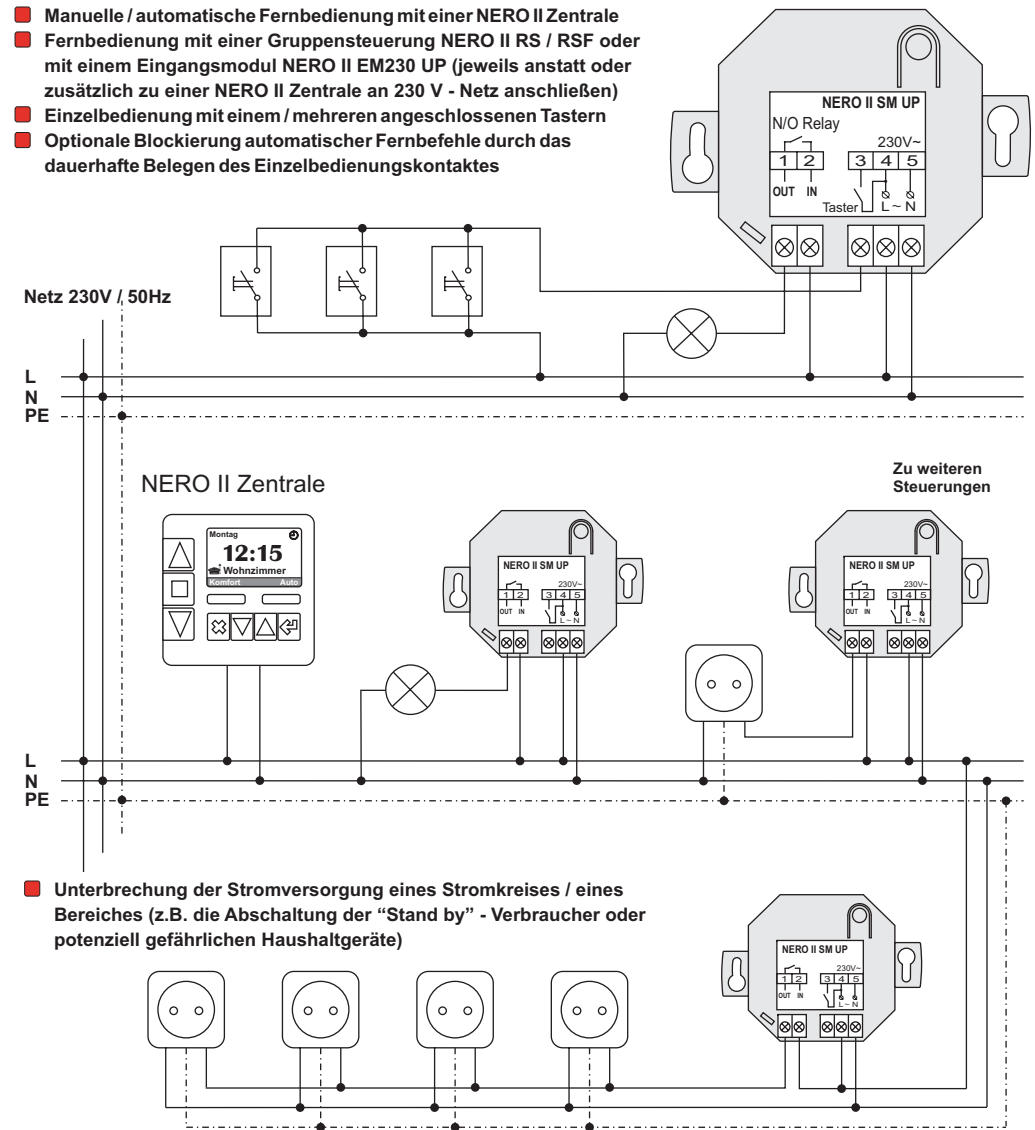 Manuelle / automatische Fernbedienung mit einer NERO II Zentrale
Fernbedienung mit einer Gruppensteuerung NERO II RS / RSF oder
mit einem Eingangsmodul NERO II EM230 UP (jeweils anstatt oder
zusätzlich zu einer NERO II Zentrale an 230 V - Netz anschließen)
Einzelbedienung mit einem / mehreren angeschlossenen Tastern
Optionale Blockierung automatischer Fernbefehle durch das
dauerhafte Belegen des Einzelbedienungskontaktes
NERO II SM UP
N/O Relay
230V~
1 2 3 4 5
OUT IN
Taster L ~ N
Netz 230V / 50Hz
L
N
PE
NERO II Zentrale
Zu weiteren
Steuerungen
Montag
12:15
Wohnzimmer
Komfort Auto
NERO II SM UP
230V~
1 2 3 4 5
OUT IN
L ~ N
NERO II SM UP
230V~
1 2 3 4 5
OUT IN
L ~ N
L
N
PE
Unterbrechung der Stromversorgung eines Stromkreises / eines
Bereiches (z.B. die Abschaltung der “Stand by” - Verbraucher oder
potenziell gefährlichen Haushaltgeräte)
NERO II SM UP
230V~
1 2 3 4 5
OUT IN
L ~ N